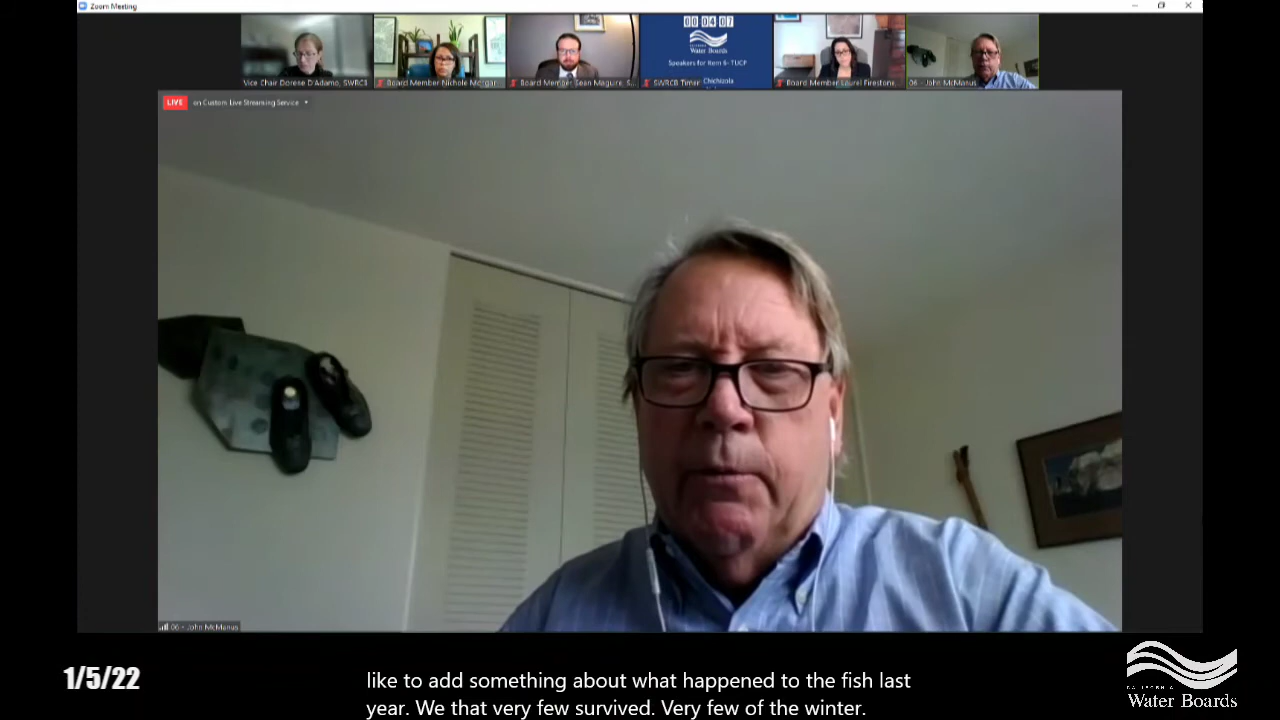 Zoom Meeting
00:04:07
Water Boards
Speakers for Item 6- TUCP
Chichizola
Vice Chair Dorene D'Adamo, SWRCB
Board Member Nichole Morgan
Board Member Sean Maguire, S...
SWRCB Timer
Board Member Laurel Firestone,
06 - John McManus
LIVE on Custom Live Streaming Service
06 - John McManus
1/5/22
like to add something about what happened to the fish last
year. We that very few survived. Very few of the winter.
CALIFORNIA
Water Boards